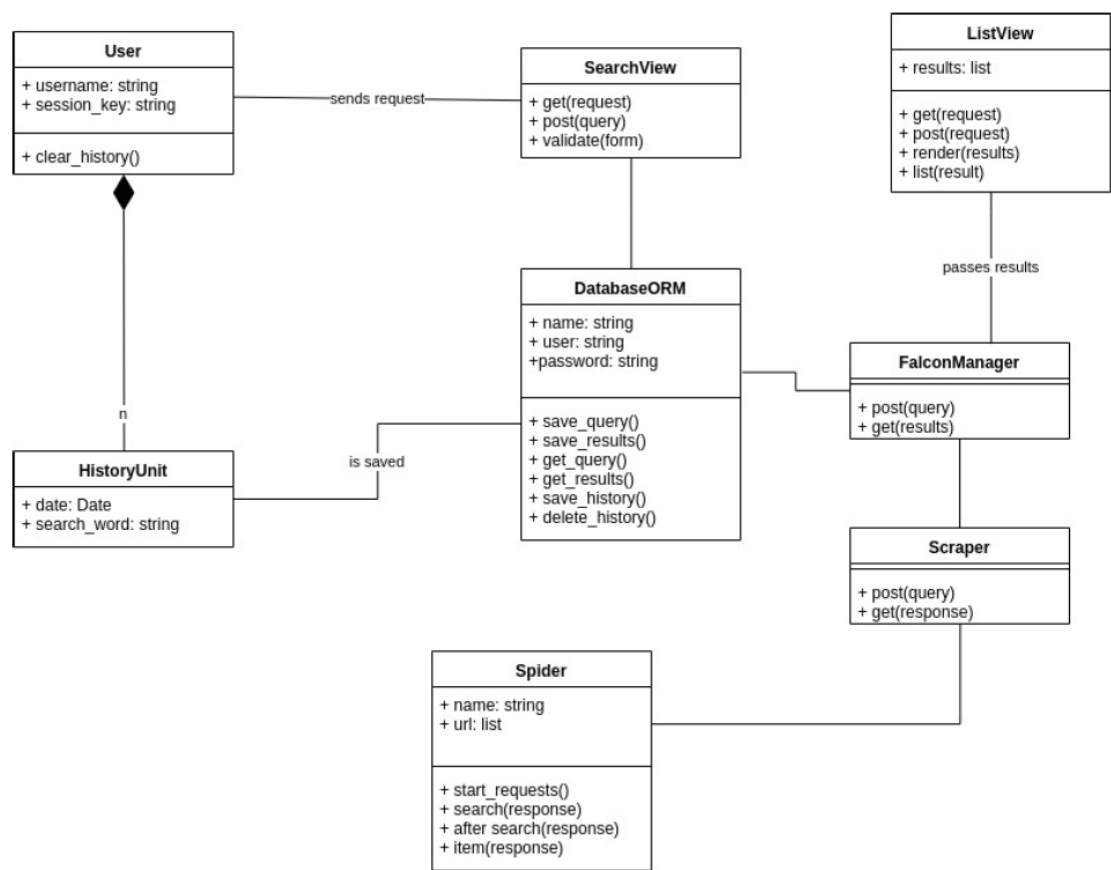 User
+ username: string
+ session_key: string
+ clear_history()
sends request
SearchView
+ get(request)
+ post(query)
+ validate(form)
ListView
+ results: list
+ get(request)
+ post(request)
+ render(results)
+ list(result)
passes results
DatabaseORM
+ name: string
+ user: string
+password: string
+ save_query()
+ save_results()
+ get_query()
+ get_results()
+ save_history()
+ delete_history()
FalconManager
+ post(query)
+ get(results)
n
is saved
HistoryUnit
+ date: Date
+ search_word: string
Scraper
+ post(query)
+ get(response)
Spider
+ name: string
+ url: list
+ start_requests()
+ search(response)
+ after search(response)
+ item(response)